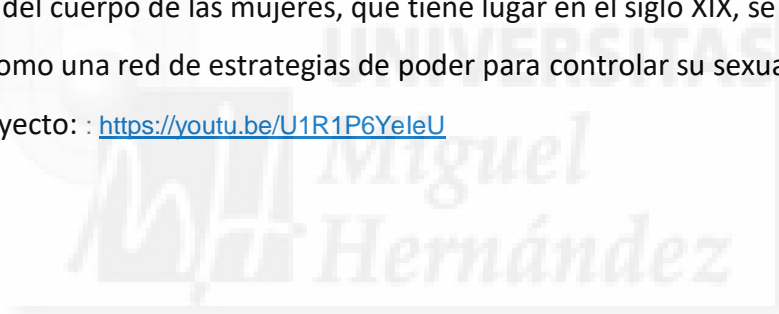 del cuerpo de las mujeres, que tiene lugar en el siglo XIX, se
omo una red de estrategias de poder para controlar su sexua
UNIVERSITAS
yecto: : https://youtu.be/U1R1P6YeIeU
Miguel
Hernández